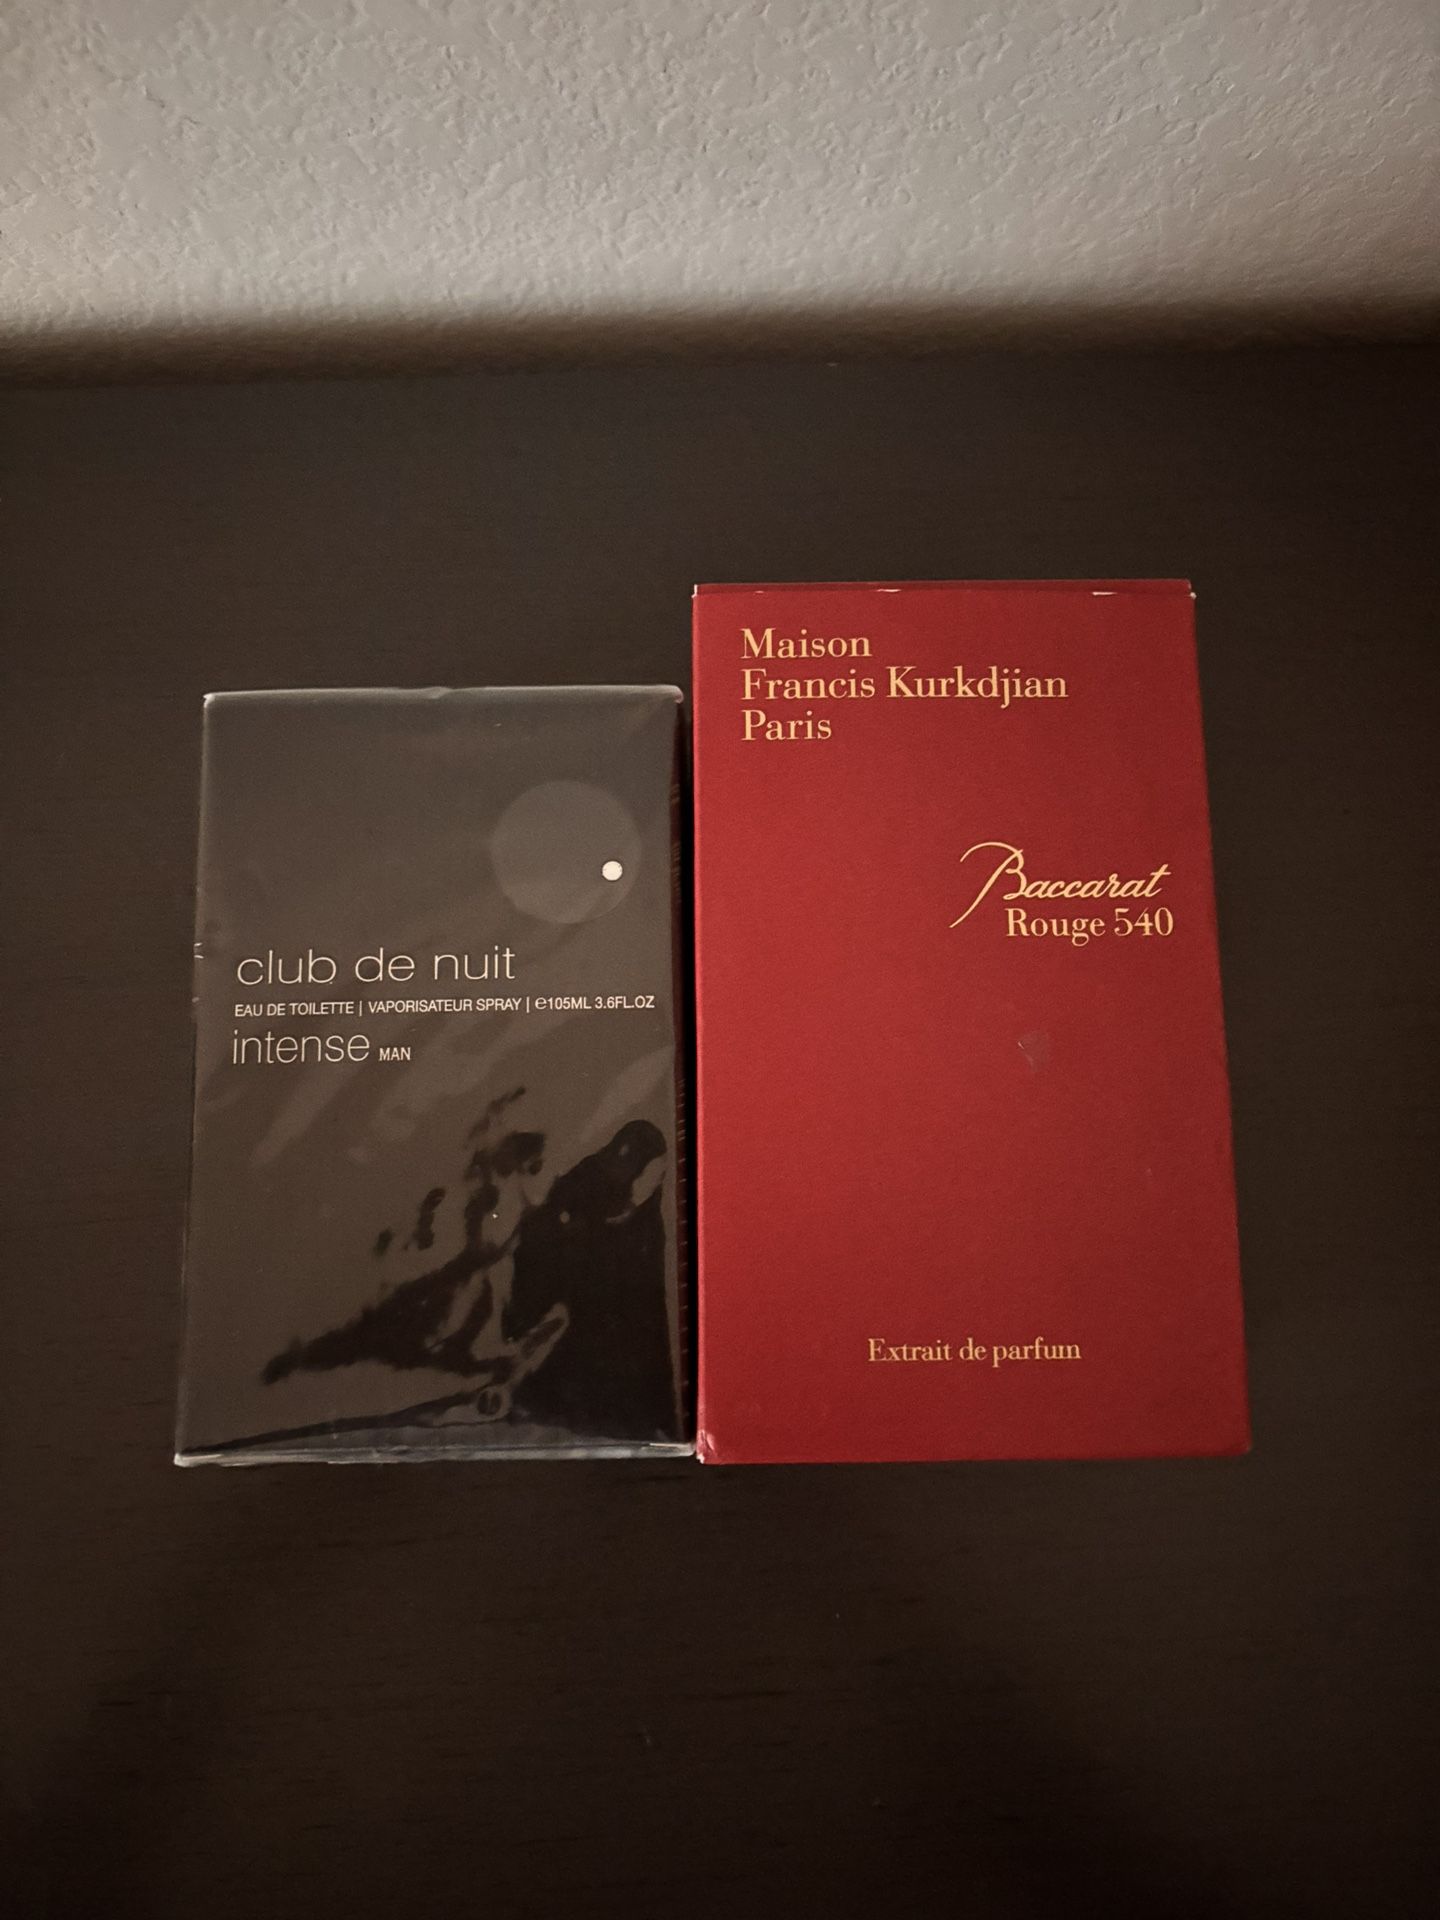 club de nuit
EAU DE TOILETTE | VAPORISATEUR SPRAY | e105ML 3.6FL.OZ
intense MAN
Maison
Francis Kurkdjian
Paris
Baccarat
Rouge 540
Extrait de parfum